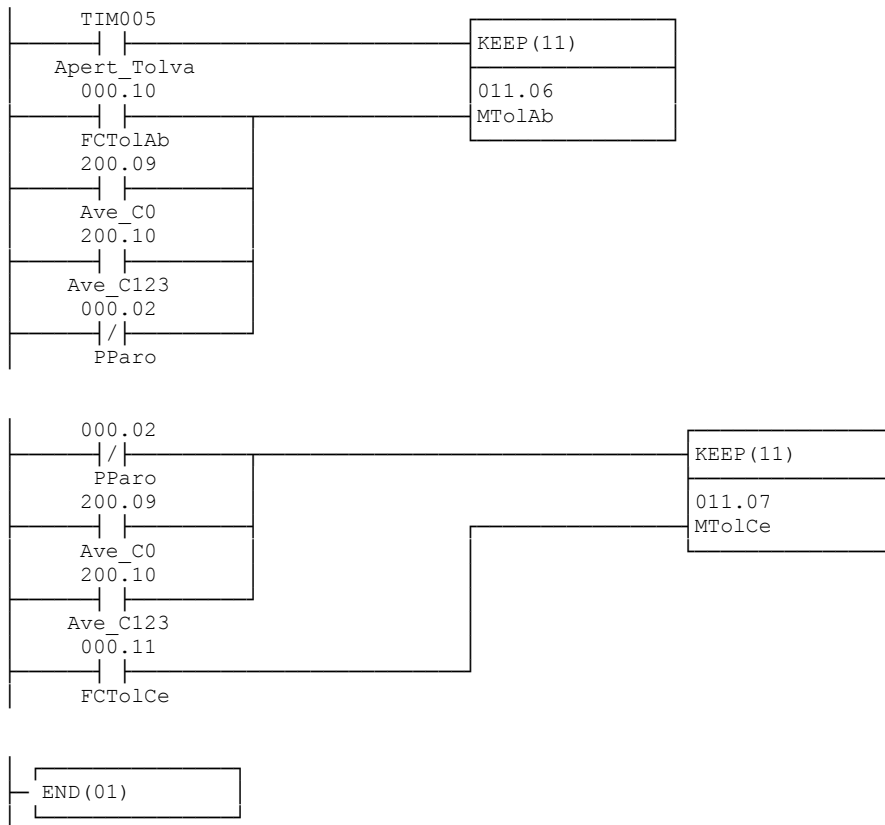 TIM005
KEEP(11)
Apert_Tolva
000.10
011.06
MTolAb
FCTolAb
200.09
Ave_C0
200.10
Ave_C123
000.02
PParo
000.02
KEEP(11)
PParo
200.09
011.07
MTolCe
Ave_C0
200.10
Ave_C123
000.11
FCTolCe
END(01)